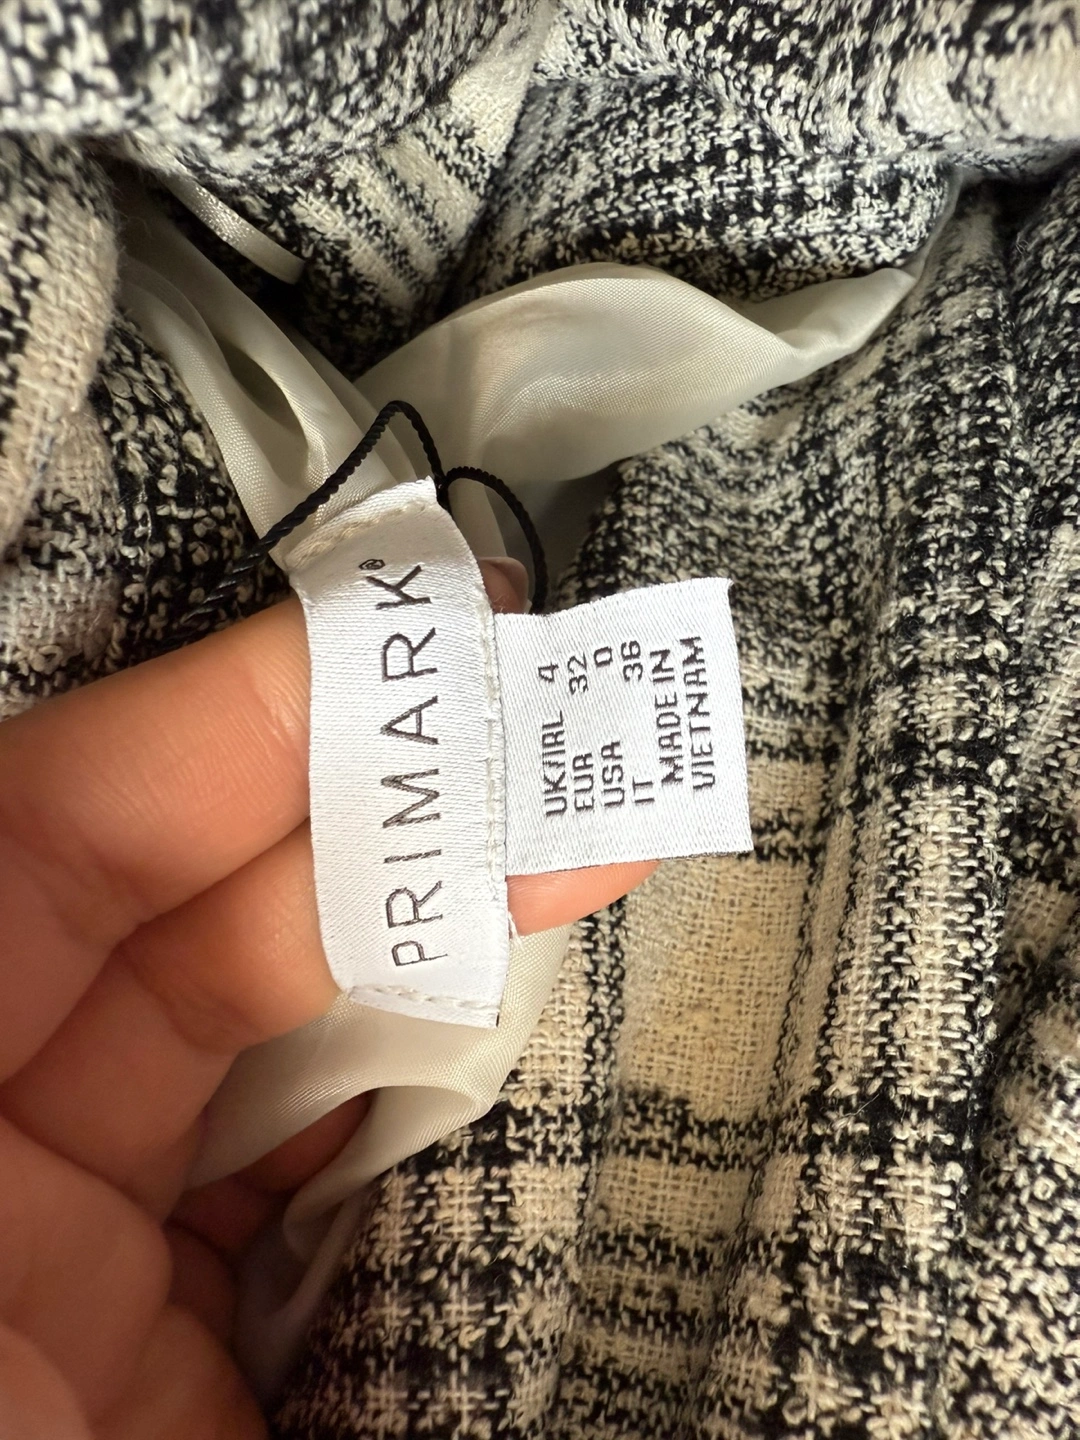 PRIMARK®
UK/IRL 4
EUR 32
USA 0
IT 36
MADE IN
VIETNAM